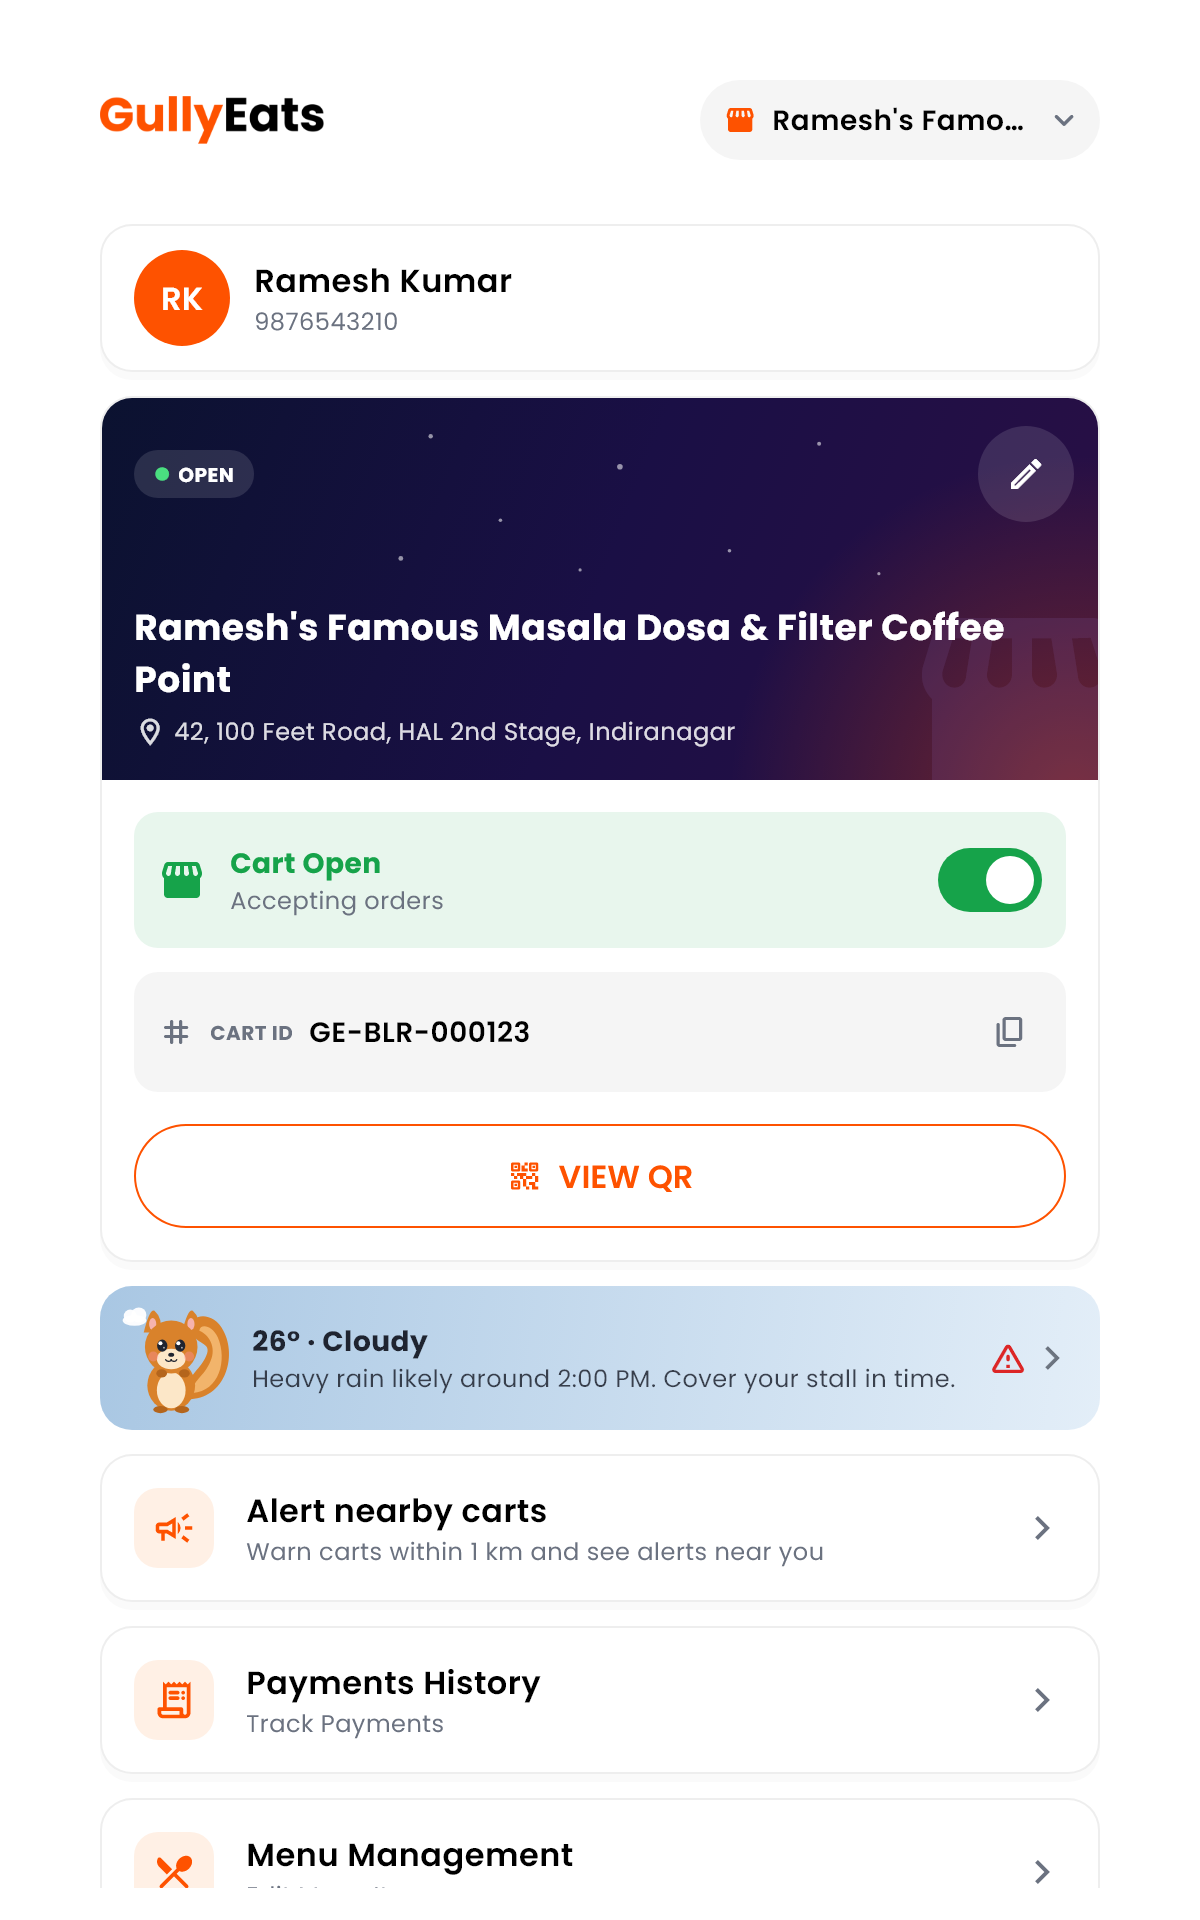 GullyEats
Ramesh's Famo...
RK
Ramesh Kumar
9876543210
OPEN
Ramesh's Famous Masala Dosa & Filter Coffee
Point
42, 100 Feet Road, HAL 2nd Stage, Indiranagar
Cart Open
Accepting orders
CART ID GE-BLR-000123
VIEW QR
26° · Cloudy
Heavy rain likely around 2:00 PM. Cover your stall in time.
Alert nearby carts
Warn carts within 1 km and see alerts near you
Payments History
Track Payments
Menu Management